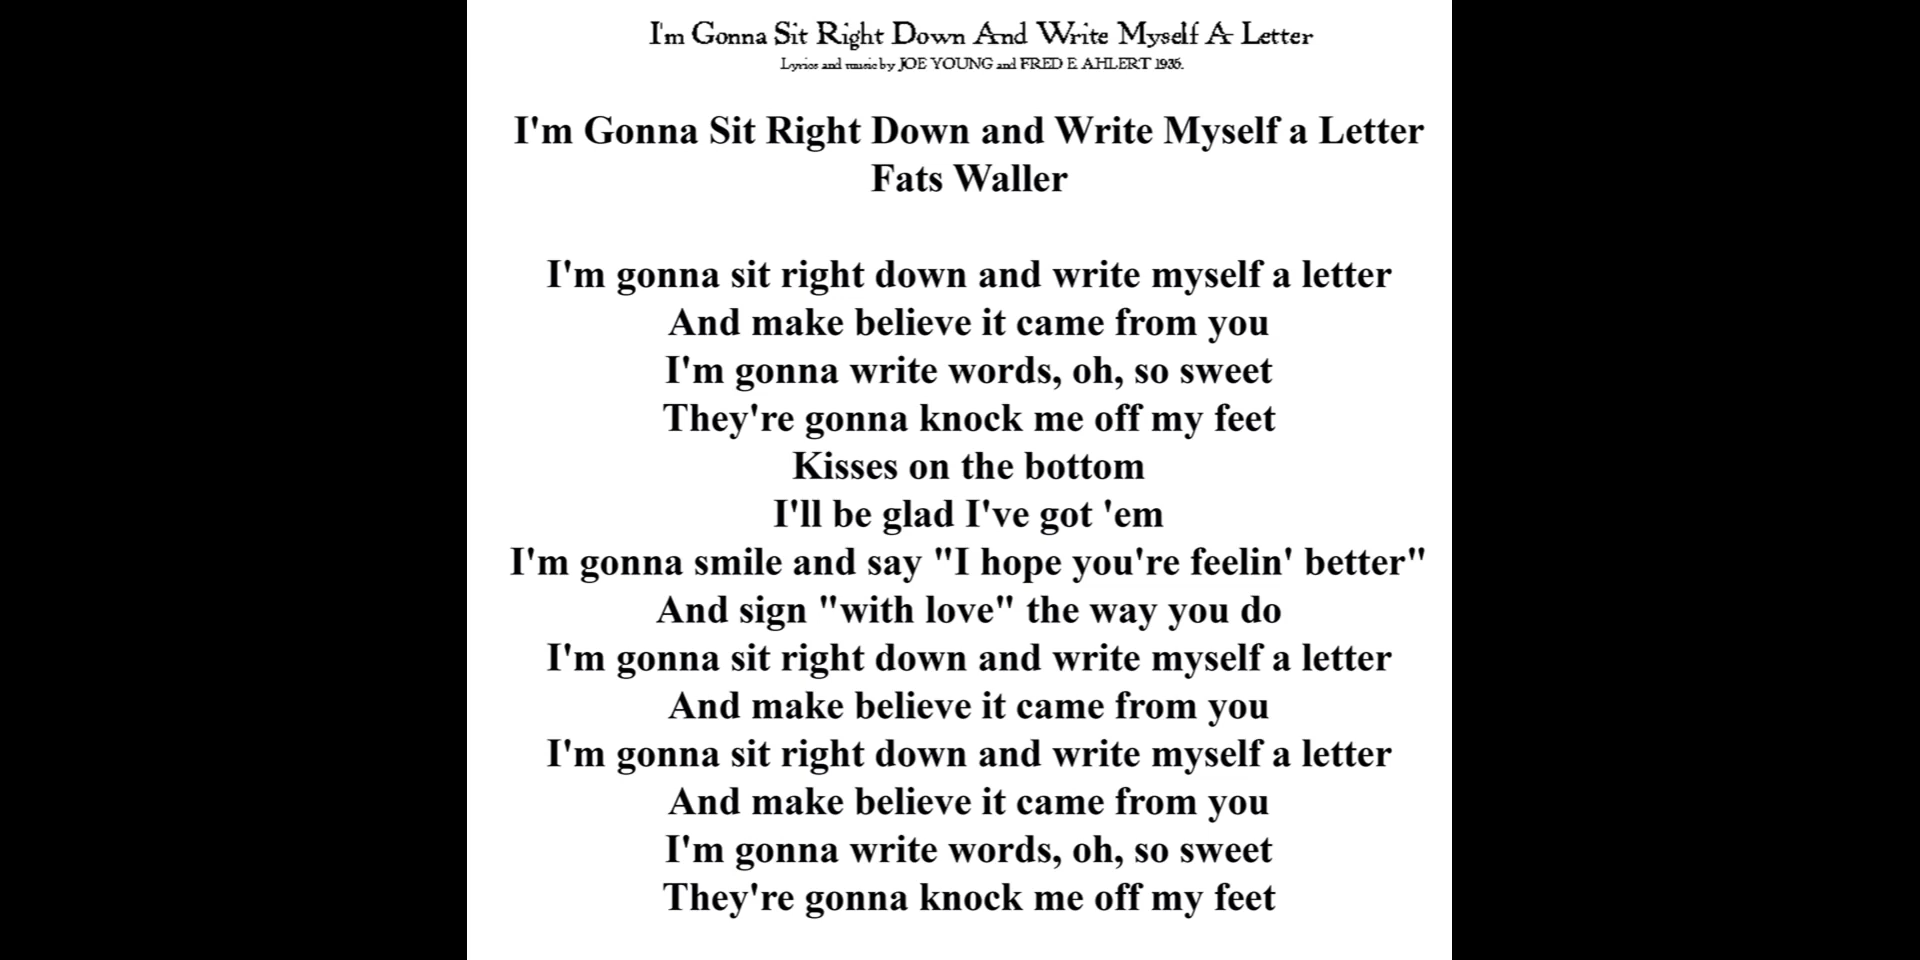 I'm Gonna Sit Right Down And Write Myself A Letter
Lyrics and music by JOE YOUNG and FRED E AHLERT 1935.
I'm Gonna Sit Right Down and Write Myself a Letter
Fats Waller
I'm gonna sit right down and write myself a letter
And make believe it came from you
I'm gonna write words, oh, so sweet
They're gonna knock me off my feet
Kisses on the bottom
I'll be glad I've got 'em
I'm gonna smile and say "I hope you're feelin' better"
And sign "with love" the way you do
I'm gonna sit right down and write myself a letter
And make believe it came from you
I'm gonna sit right down and write myself a letter
And make believe it came from you
I'm gonna write words, oh, so sweet
They're gonna knock me off my feet